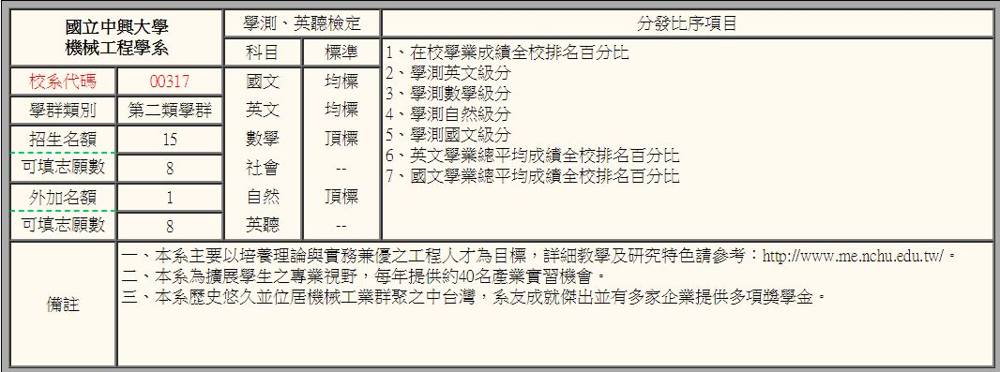 國立中興大學
機械工程學系
學測、英聽檢定
分發比序項目
科目 標準
校系代碼 00317
學群類別 第二類學群
招生名額 15
可填志願數 8
外加名額 1
可填志願數 8
國文 均標
英文 均標
數學 頂標
社會 --
自然 頂標
英聽 --
1、在校學業成績全校排名百分比
2、學測英文級分
3、學測數學級分
4、學測自然級分
5、學測國文級分
6、英文學業總平均成績全校排名百分比
7、國文學業總平均成績全校排名百分比
備註
一、本系主要以培養理論與實務兼優之工程人才為目標，詳細教學及研究特色請參考：http://www.me.nchu.edu.tw/。
二、本系為擴展學生之專業視野，每年提供約40名產業實習機會。
三、本系歷史悠久並位居機械工業群聚之中台灣，系友成就傑出並有多家企業提供多項獎學金。